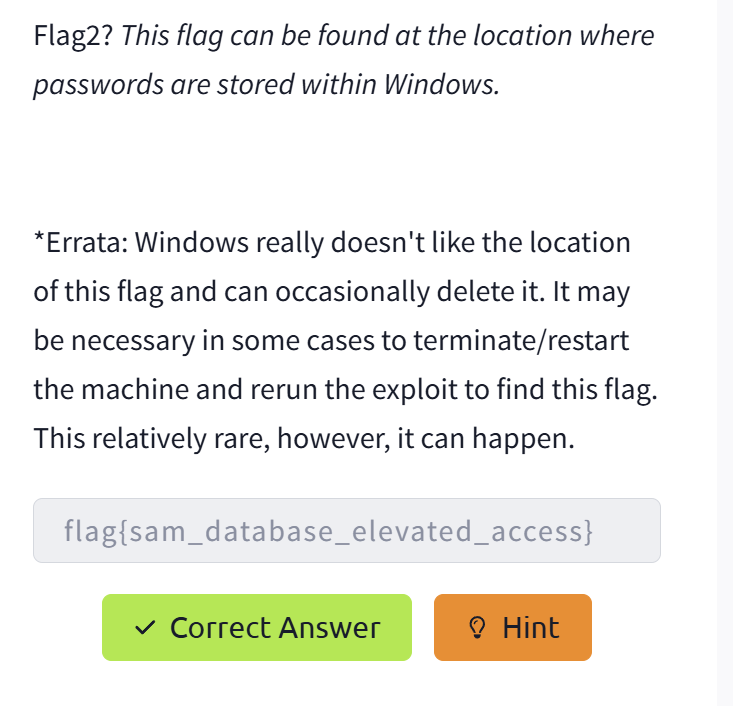 Flag2? This flag can be found at the location where
passwords are stored within Windows.
*Errata: Windows really doesn't like the location
of this flag and can occasionally delete it. It may
be necessary in some cases to terminate/restart
the machine and rerun the exploit to find this flag.
This relatively rare, however, it can happen.
flag{sam_database_elevated_access}
Correct Answer
Hint